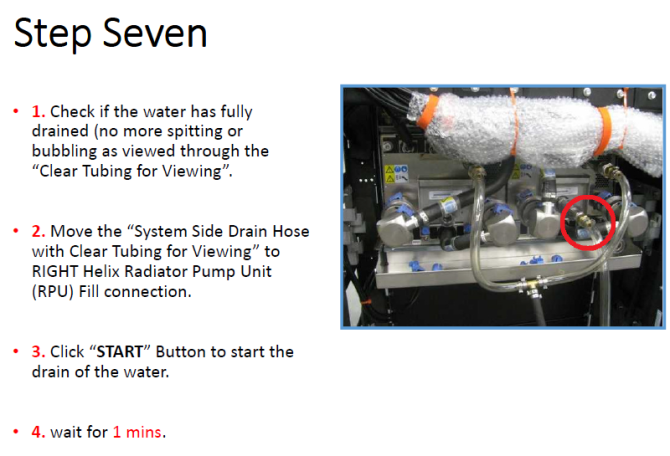 Step Seven
• 1. Check if the water has fully
drained (no more spitting or
bubbling as viewed through the
“Clear Tubing for Viewing”.
• 2. Move the “System Side Drain Hose
with Clear Tubing for Viewing” to
RIGHT Helix Radiator Pump Unit
(RPU) Fill connection.
• 3. Click “START” Button to start the
drain of the water.
• 4. wait for 1 mins.